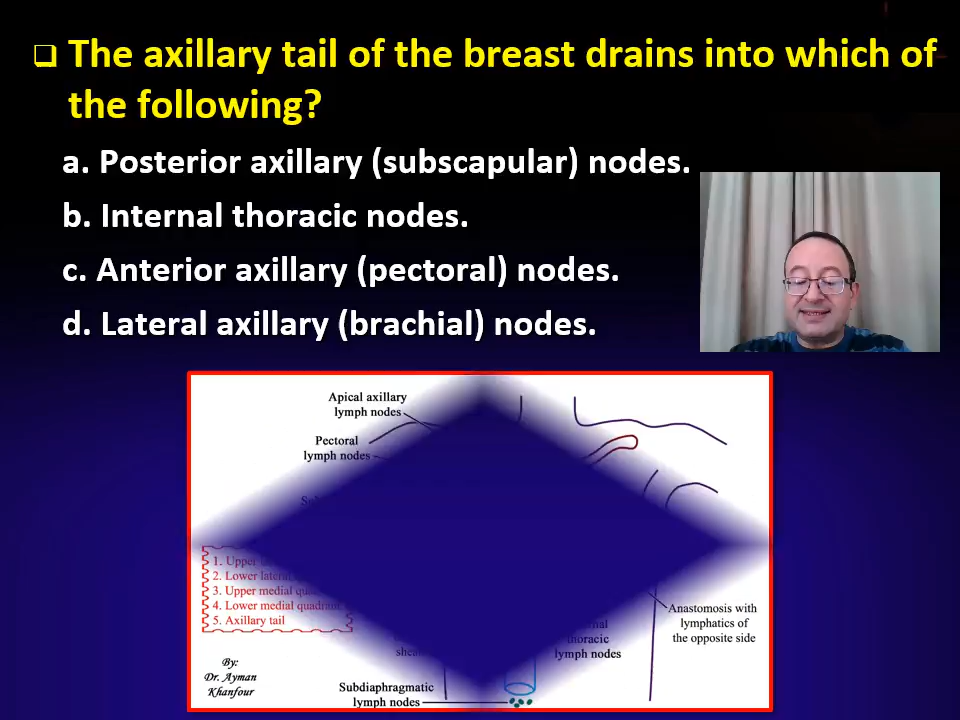 The axillary tail of the breast drains into which of
the following?
a. Posterior axillary (subscapular) nodes.
b. Internal thoracic nodes.
c. Anterior axillary (pectoral) nodes.
d. Lateral axillary (brachial) nodes.
Apical axillary
lymph nodes
Pectoral
lymph nodes
1. Upper
2. Lower lateral
3. Upper medial
4. Lower medial quadrant
5. Axillary tail
Anastomosis with
lymphatics of
the opposite side
thoracic
lymph nodes
By:
Dr. Ayman
Khanfour
Subdiaphragmatic
lymph nodes